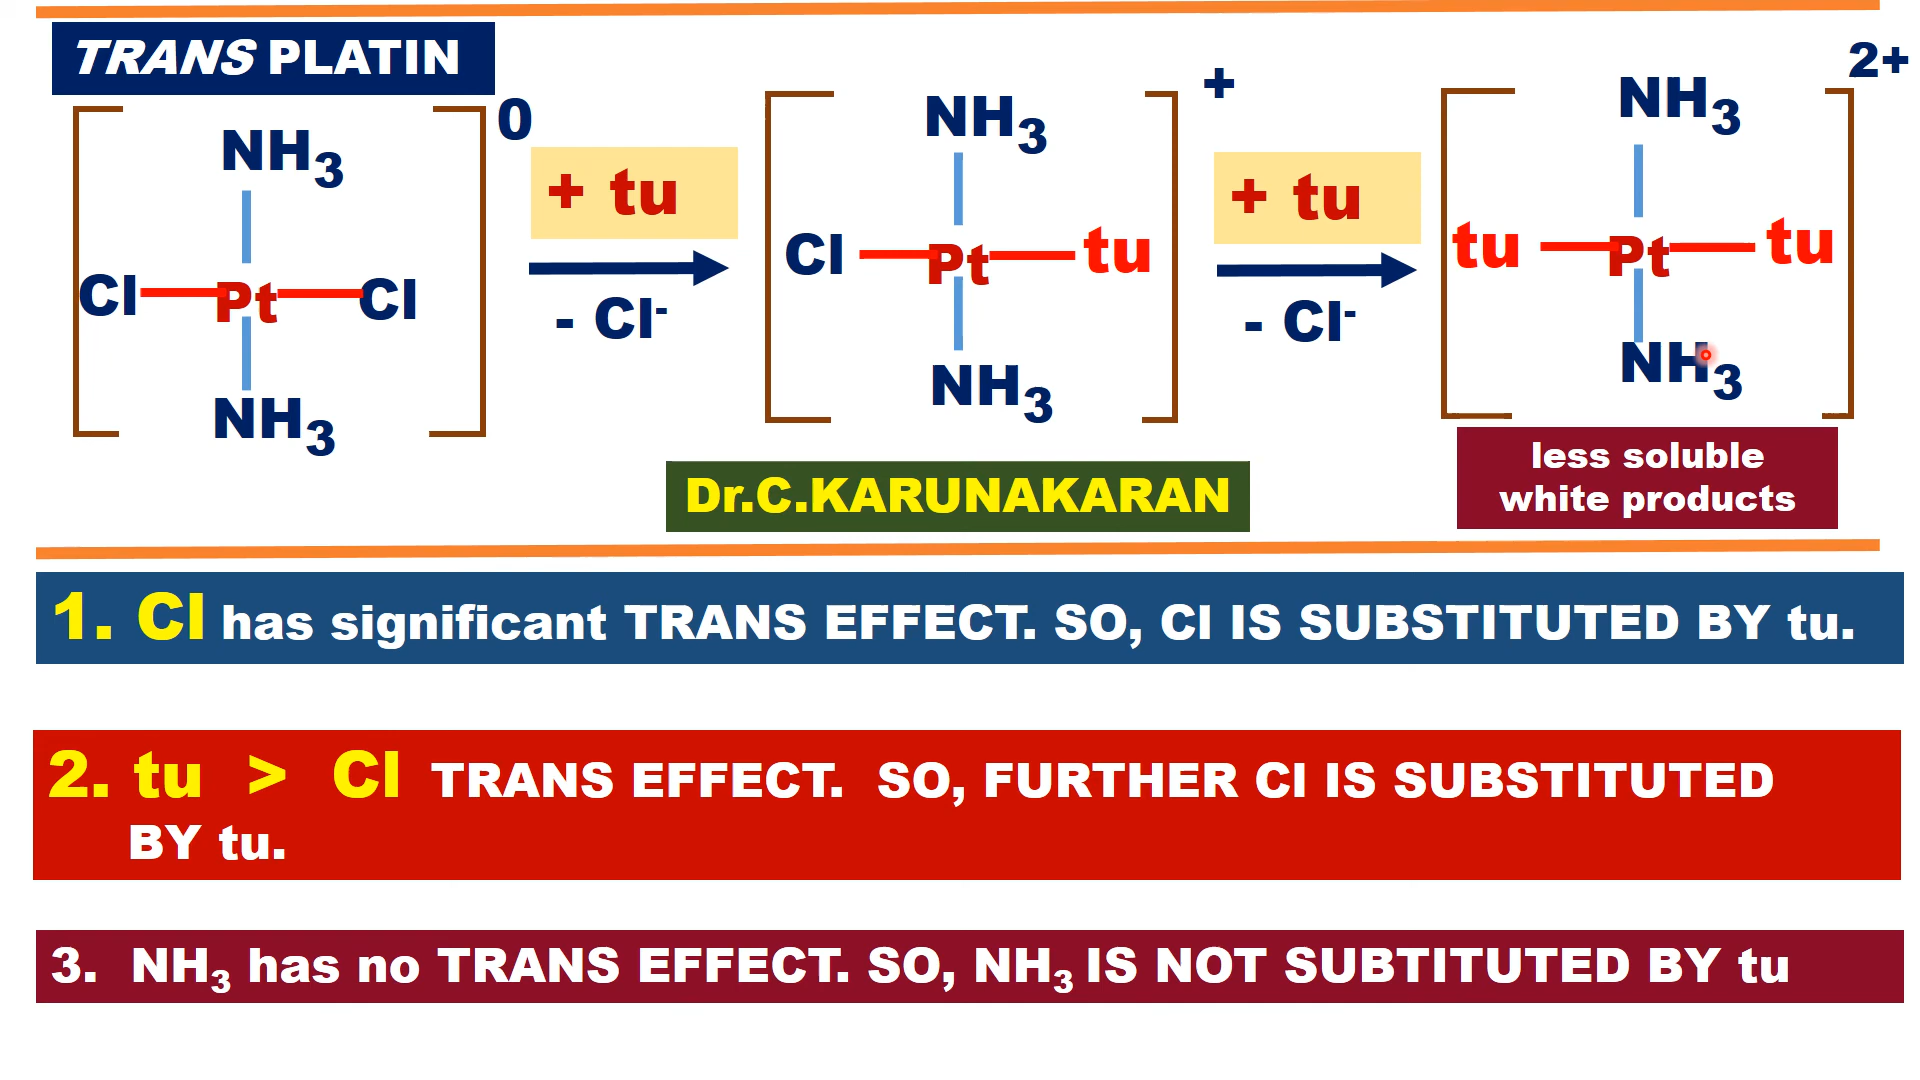 TRANS PLATIN
NH3
Cl Pt Cl
NH3
0
+ tu
- Cl-
NH3
Cl Pt tu
NH3
+
+ tu
- Cl-
NH3
tu Pt tu
NH3
2+
less soluble
white products
Dr.C.KARUNAKARAN
1. Cl has significant TRANS EFFECT. SO, Cl IS SUBSTITUTED BY tu.
2. tu > Cl TRANS EFFECT. SO, FURTHER Cl IS SUBSTITUTED
BY tu.
3. NH3 has no TRANS EFFECT. SO, NH3 IS NOT SUBTITUTED BY tu